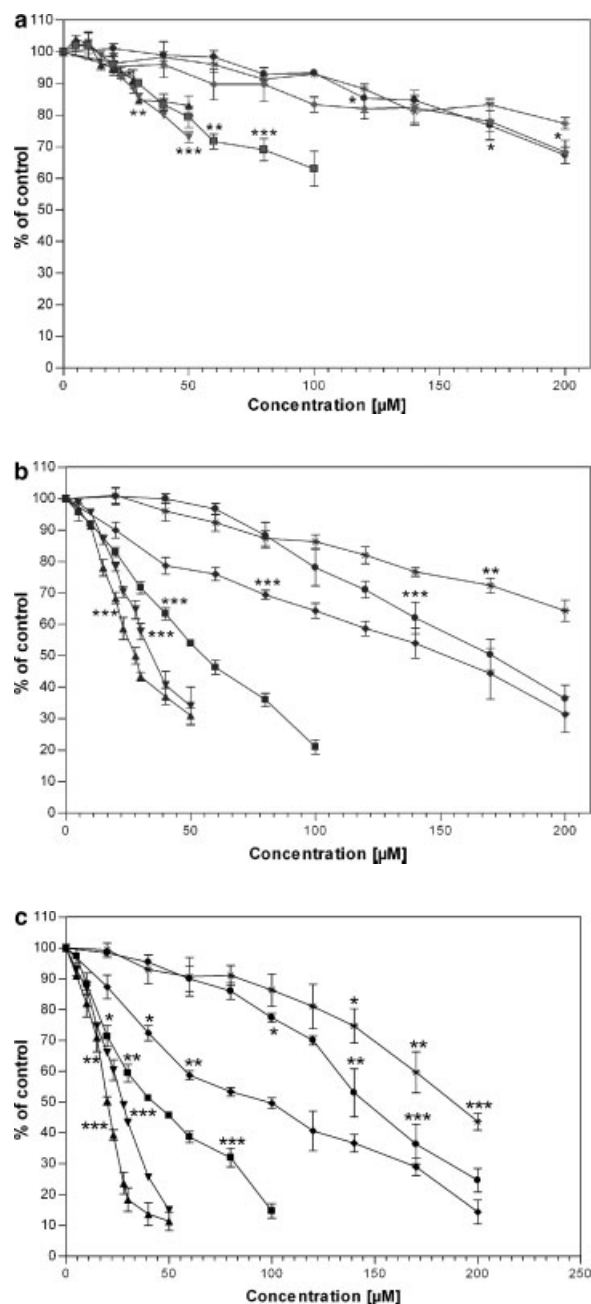 a
110
100
90
80
70
60
50
40
30
20
10
0
% of control
** *** ** *** * * *
0 50 100 150 200
Concentration [µM]
b
110
100
90
80
70
60
50
40
30
20
10
0
% of control
*** *** *** *** *** **
0 50 100 150 200
Concentration [µM]
c
110
100
90
80
70
60
50
40
30
20
10
0
% of control
** *** * ** *** *** * ** * ** *** * ** ***
0 50 100 150 200 250
Concentration [µM]